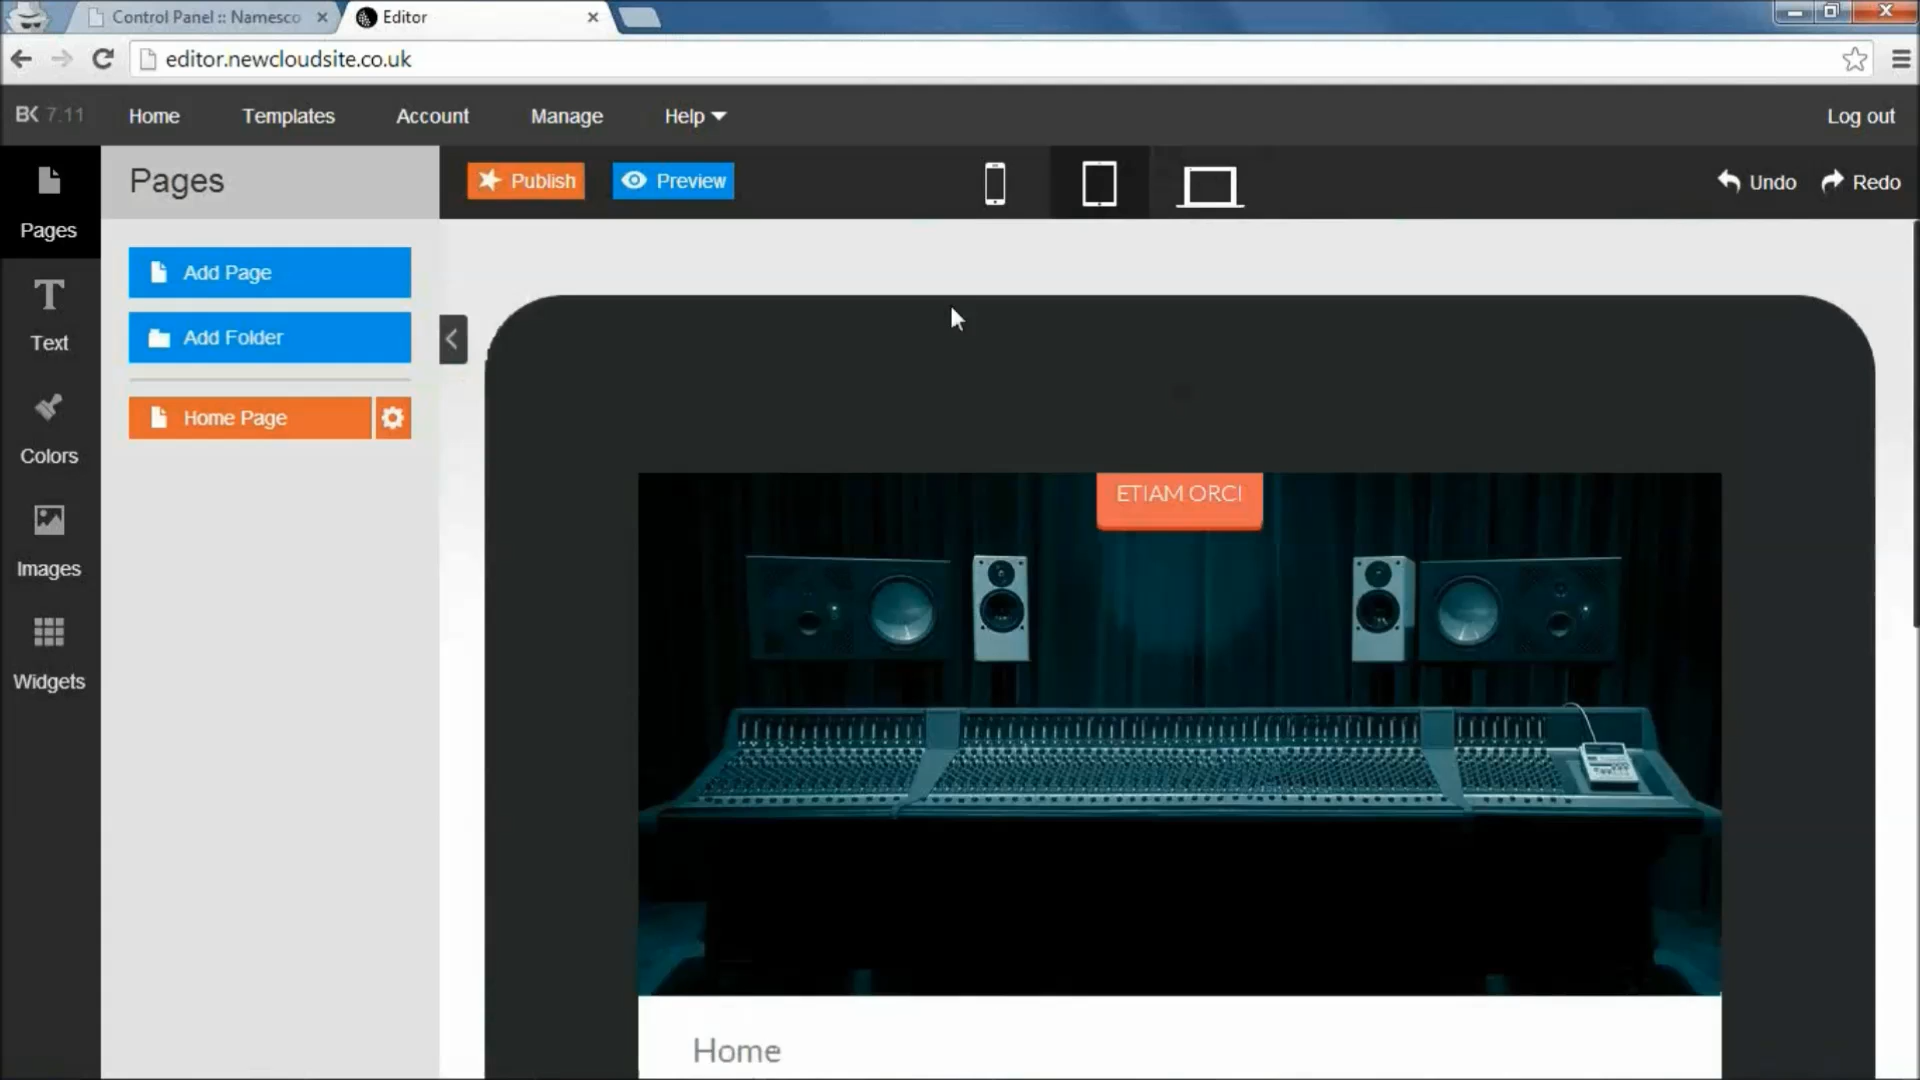 Control Panel :: Namesco
Editor
editor.newcloudsite.co.uk
BK 7.11
Home
Templates
Account
Manage
Help
Log out
Pages
Publish
Preview
Undo
Redo
Pages
Text
Colors
Images
Widgets
Add Page
Add Folder
Home Page
ETIAM ORCI
Home